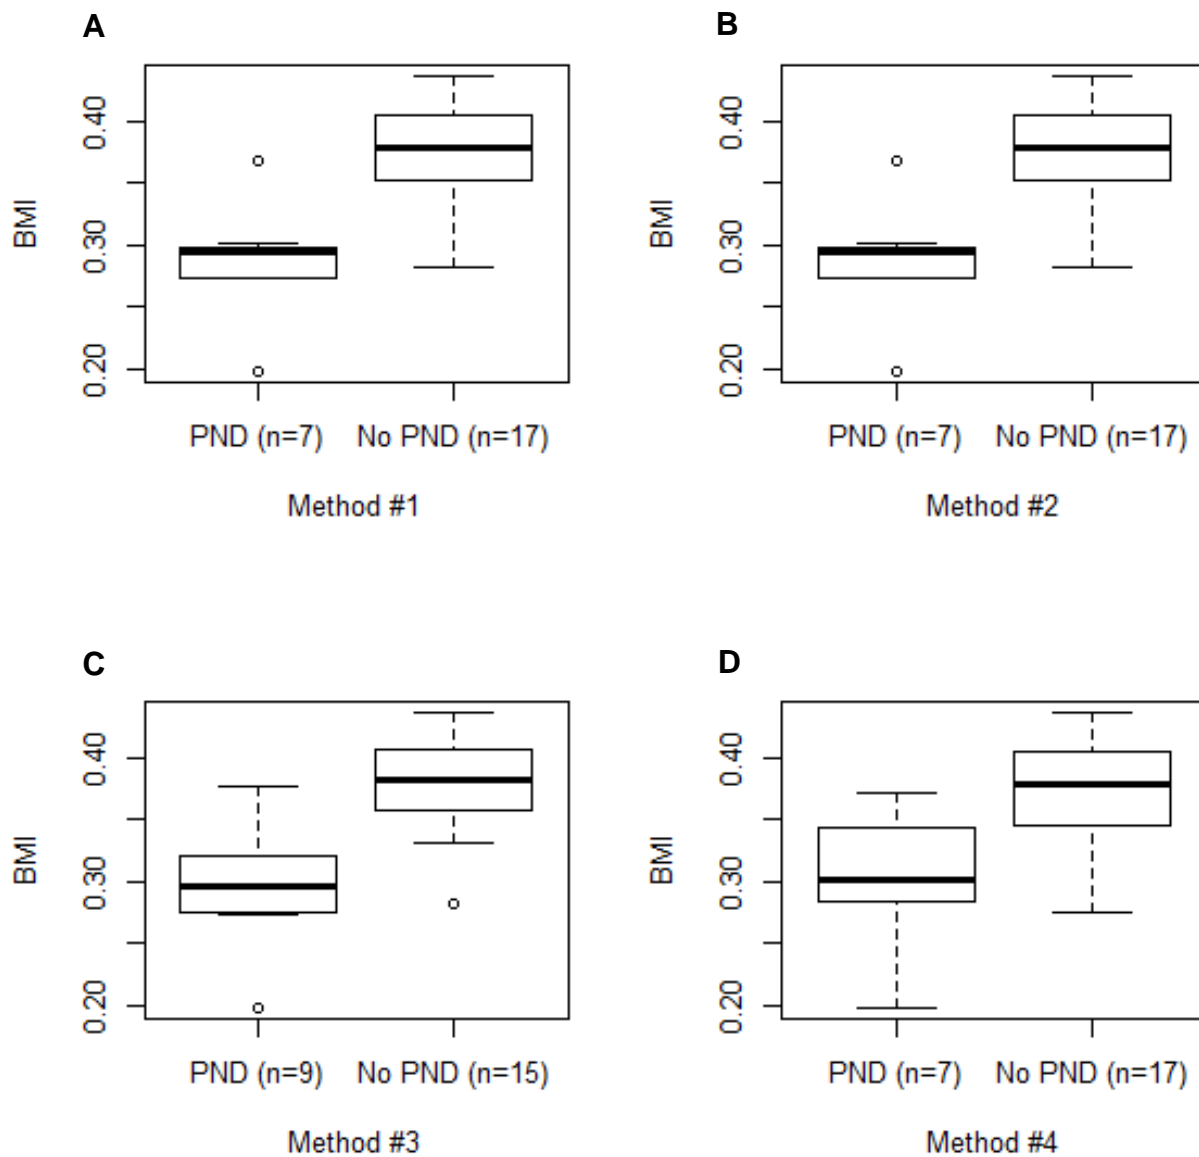 A
BMI
0.40
0.30
0.20
PND (n=7) No PND (n=17)
Method #1
B
BMI
0.40
0.30
0.20
PND (n=7) No PND (n=17)
Method #2
C
BMI
0.40
0.30
0.20
PND (n=9) No PND (n=15)
Method #3
D
BMI
0.40
0.30
0.20
PND (n=7) No PND (n=17)
Method #4